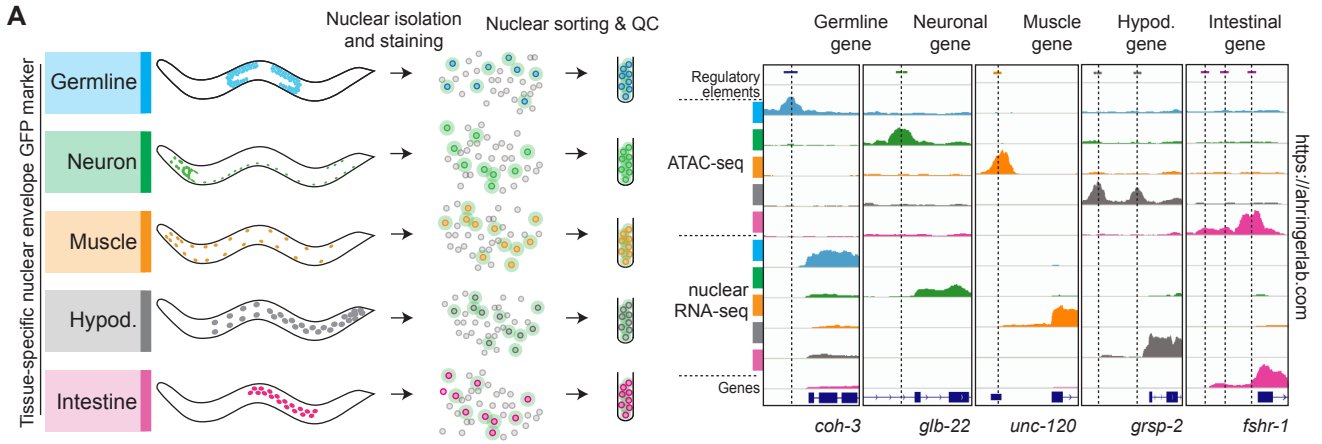 A
Tissue-specific nuclear envelope GFP marker
Nuclear isolation
and staining
Nuclear sorting & QC
Germline
Neuron
Muscle
Hypod.
Intestine
Germline
gene
Neuronal
gene
Muscle
gene
Hypod.
gene
Intestinal
gene
Regulatory
elements
ATAC-seq
nuclear
RNA-seq
Genes
coh-3
glb-22
unc-120
grsp-2
fshr-1
https://ahringerlab.com